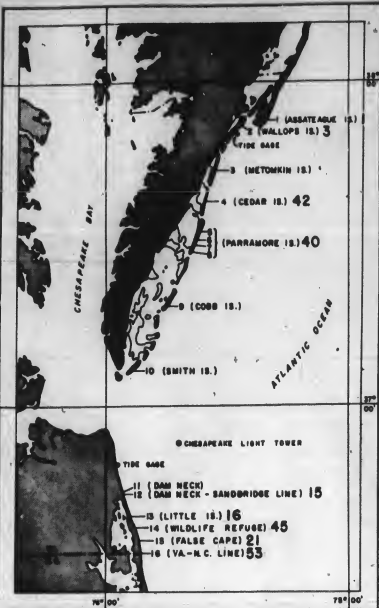 38°
00'
1 (ASSATEAGUE IS.)
2 (WALLOPS IS.) 3
TIDE GAGE
3 (METOMKIN IS.)
4 (CEDAR IS.) 42
(PARRAMORE IS.) 40
CHESAPEAKE BAY
9 (COBB IS.)
ATLANTIC OCEAN
10 (SMITH IS.)
37°
00'
CHESAPEAKE LIGHT TOWER
TIDE GAGE
11 (DAM NECK)
12 (DAM NECK - SANDBRIDGE LINE) 15
13 (LITTLE IS.) 16
14 (WILDLIFE REFUGE) 45
15 (FALSE CAPE) 21
16 (VA.-N.C. LINE) 53
76°00' 75°00'